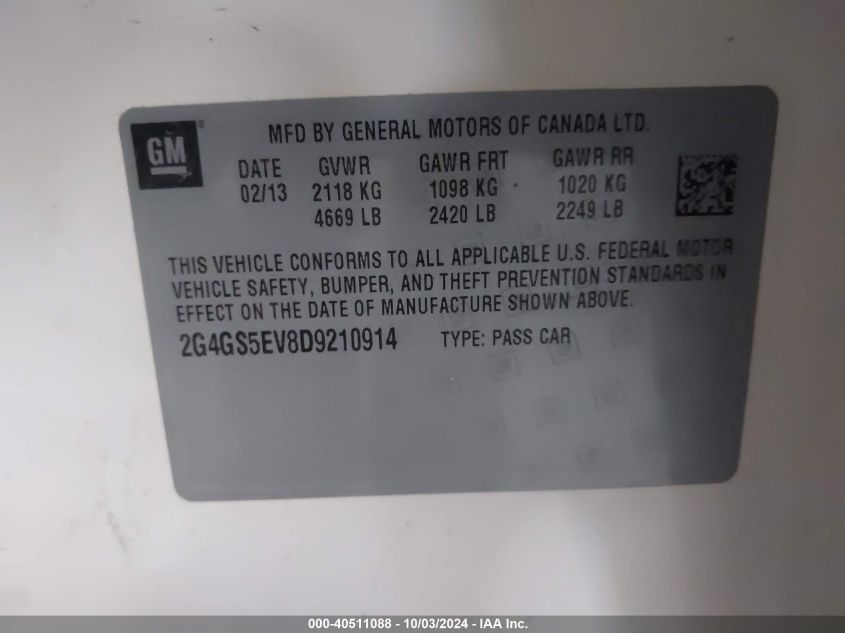 GM
MFD BY GENERAL MOTORS OF CANADA LTD.
DATE GVWR GAWR FRT GAWR RR
02/13 2118 KG 1098 KG 1020 KG
4669 LB 2420 LB 2249 LB
THIS VEHICLE CONFORMS TO ALL APPLICABLE U.S. FEDERAL MOTOR
VEHICLE SAFETY, BUMPER, AND THEFT PREVENTION STANDARDS IN
EFFECT ON THE DATE OF MANUFACTURE SHOWN ABOVE.
2G4GS5EV8D9210914 TYPE: PASS CAR
000-40511088 - 10/03/2024 - IAA Inc.